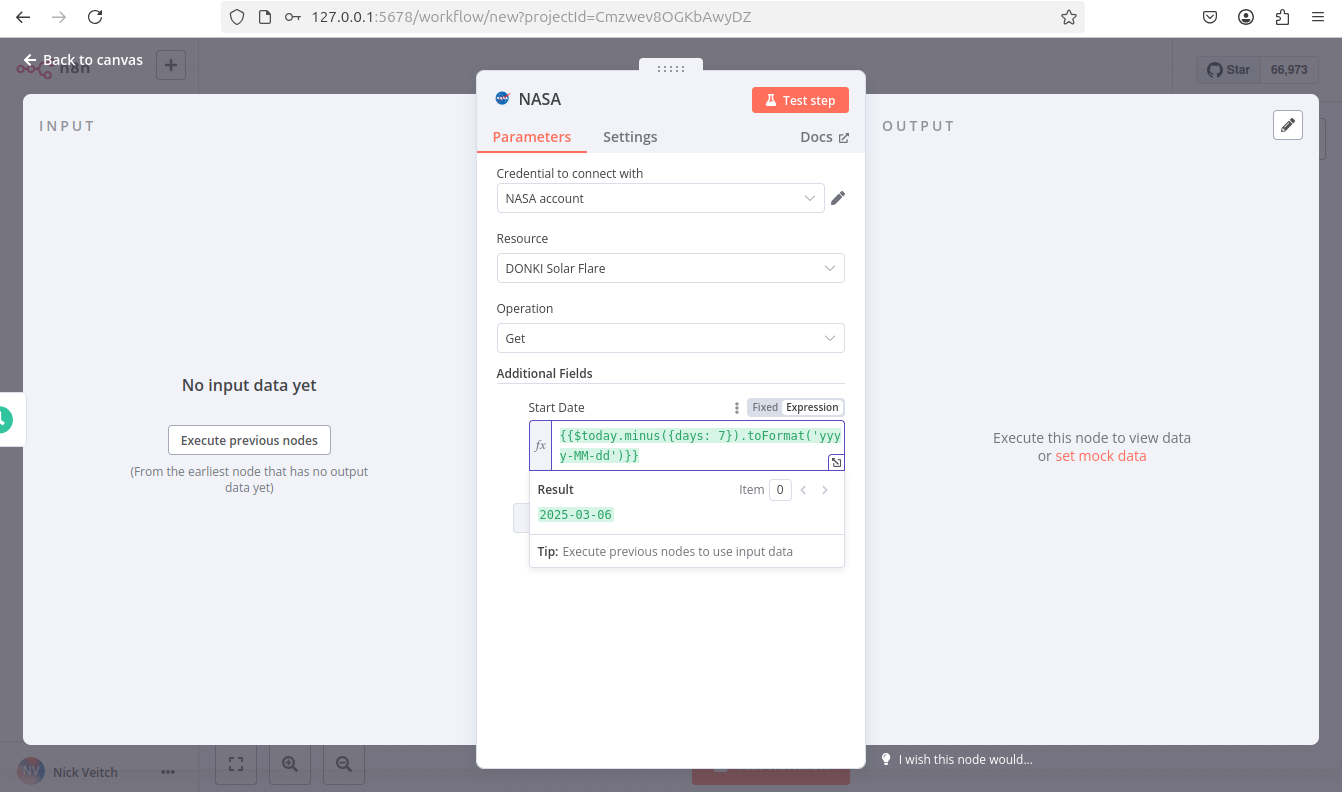 127.0.0.1:5678/workflow/new?projectId=Cmzwev8OGKbAwyDZ
Back to canvas
n8n
Star
66,973
INPUT
NASA
Test step
OUTPUT
Parameters
Settings
Docs
Credential to connect with
NASA account
Resource
DONKI Solar Flare
Operation
Get
Additional Fields
Start Date
Fixed
Expression
fx
{{$today.minus({days: 7}).toFormat('yyy
y-MM-dd')}}
Result
Item
0
2025-03-06
Tip: Execute previous nodes to use input data
No input data yet
Execute previous nodes
(From the earliest node that has no output
data yet)
Execute this node to view data
or set mock data
NV
Nick Veitch
I wish this node would...